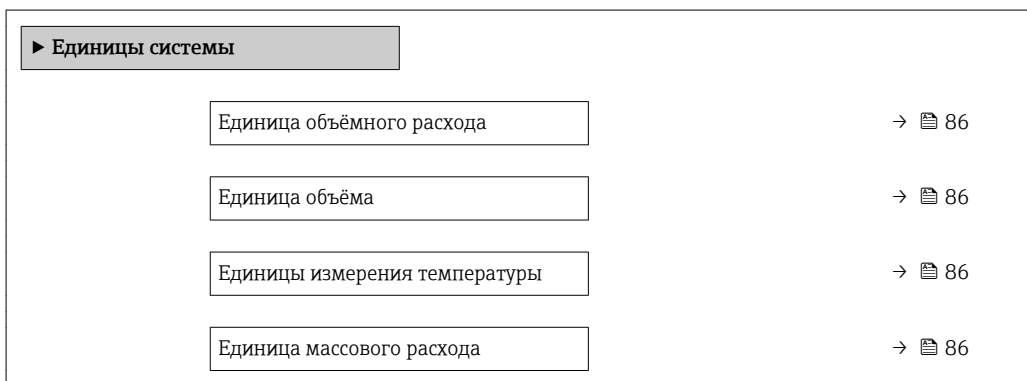 ▶ Единицы системы
Единица объёмного расхода → 86
Единица объёма → 86
Единицы измерения температуры → 86
Единица массового расхода → 86